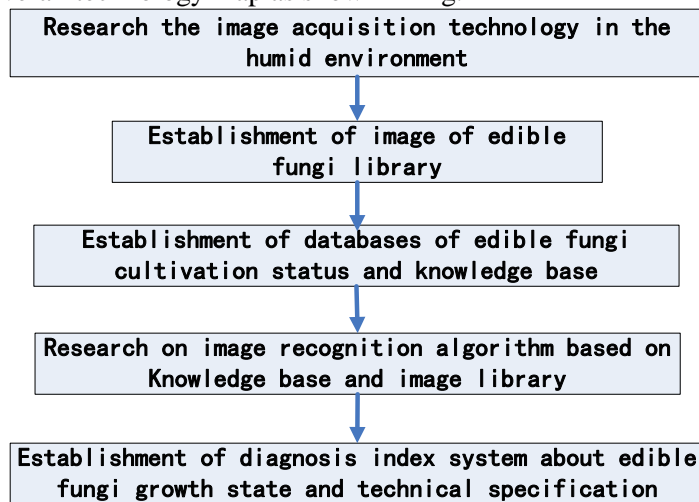 Research the image acquisition technology in the
humid environment
Establishment of image of edible
fungi library
Establishment of databases of edible fungi
cultivation status and knowledge base
Research on image recognition algorithm based on
Knowledge base and image library
Establishment of diagnosis index system about edible
fungi growth state and technical specification